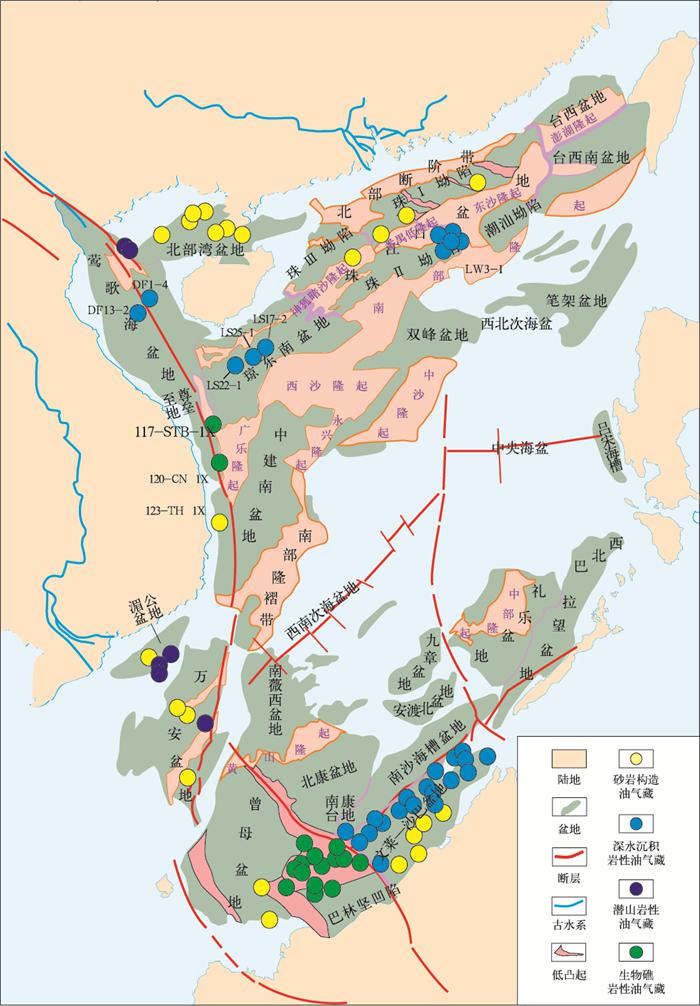 台西盆地
澎湖隆起
台西南盆地
北部断阶带
珠I坳陷
东沙隆起
隆起
潮汕坳陷
番禺低隆起
珠江口盆地
珠III坳陷
珠II坳陷
神狐暗沙隆起
南部隆起
LW3-1
北部湾盆地
莺歌海盆地
DF1-4
DF13-2
LS25-1
LS17-2
LS22-1
琼东南盆地
双峰盆地
西北次海盆
笔架盆地
西沙隆起
中沙隆起
至尊地垒
117-STB-1X
广乐隆起
永兴隆起
中建南盆地
中央海盆
吕宋海槽
120-CN 1X
123-TH 1X
南部隆褶带
西南次海盆地
湄公盆地
万安盆地
南薇西盆地
九章盆地
安渡北盆地
中部隆起
礼乐盆地
巴拉望盆地
西北
黄山隆起
北康盆地
南沙海槽盆地
曾母盆地
南康台地
文莱—沙巴盆地
巴林坚凹陷
陆地
砂岩构造
油气藏
盆地
深水沉积
岩性油气藏
断层
潜山岩性
油气藏
古水系
生物礁
岩性油气藏
低凸起